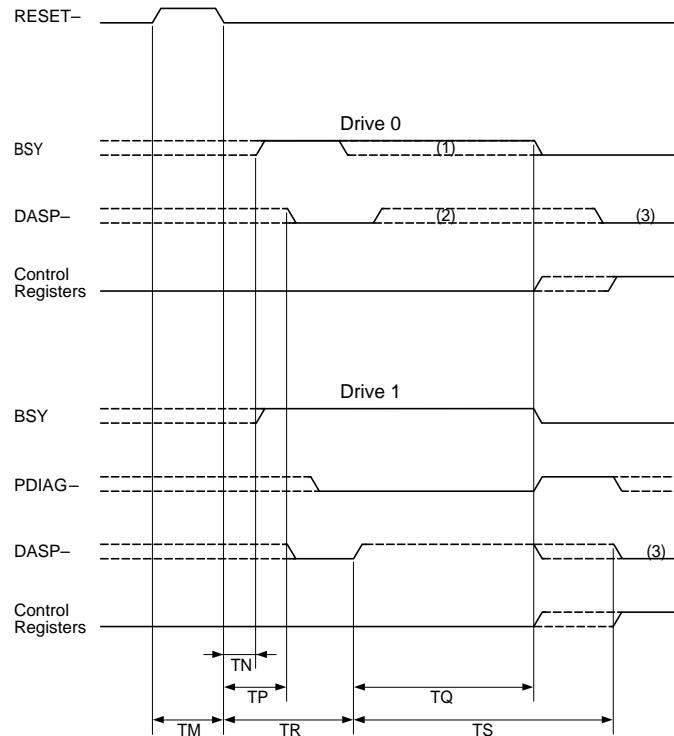 RESET–
Drive 0
BSY
(1)
DASP–
(2)
(3)
Control
Registers
Drive 1
BSY
PDIAG–
DASP–
(3)
Control
Registers
TN
TP
TQ
TM
TR
TS